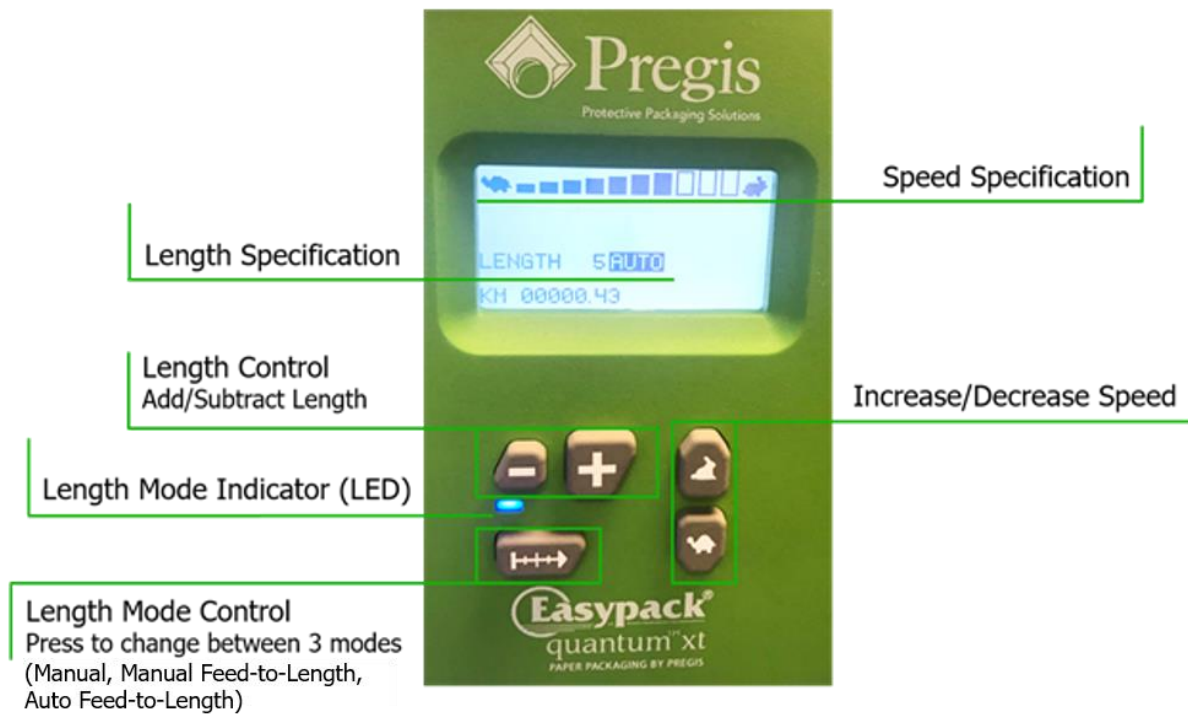 Pregis
Protective Packaging Solutions
Speed Specification
Length Specification
LENGTH 5 AUTO
KM 00000.43
Length Control
Add/Subtract Length
Increase/Decrease Speed
Length Mode Indicator (LED)
Length Mode Control
Press to change between 3 modes
(Manual, Manual Feed-to-Length,
Auto Feed-to-Length)
Easypack®
quantum™xt
PAPER PACKAGING BY PREGIS